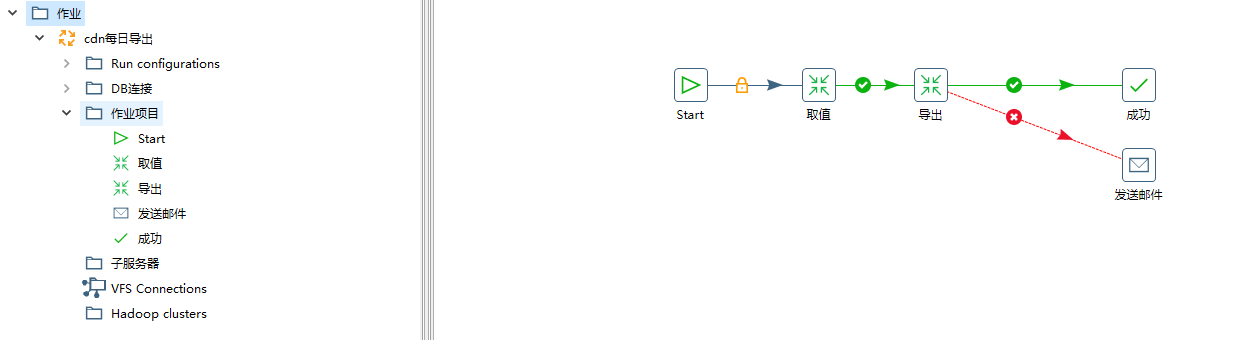 作业
cdn每日导出
Run configurations
DB连接
作业项目
Start
取值
导出
发送邮件
成功
子服务器
VFS Connections
Hadoop clusters
Start
取值
导出
成功
发送邮件